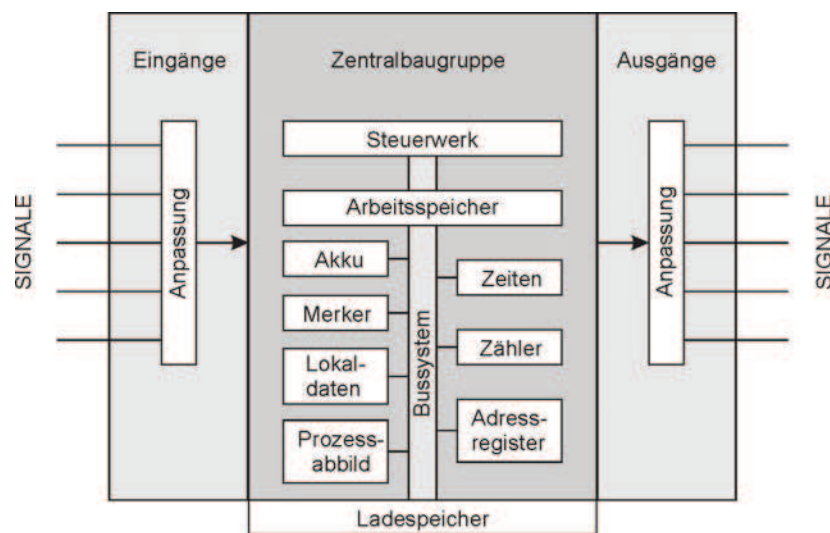 Eingänge
Zentralbaugruppe
Ausgänge
SIGNALE
Anpassung
Steuerwerk
Arbeitsspeicher
Akku
Merker
Lokal-
daten
Prozess-
abbild
Bussystem
Zeiten
Zähler
Adress-
register
Anpassung
SIGNALE
Ladespeicher